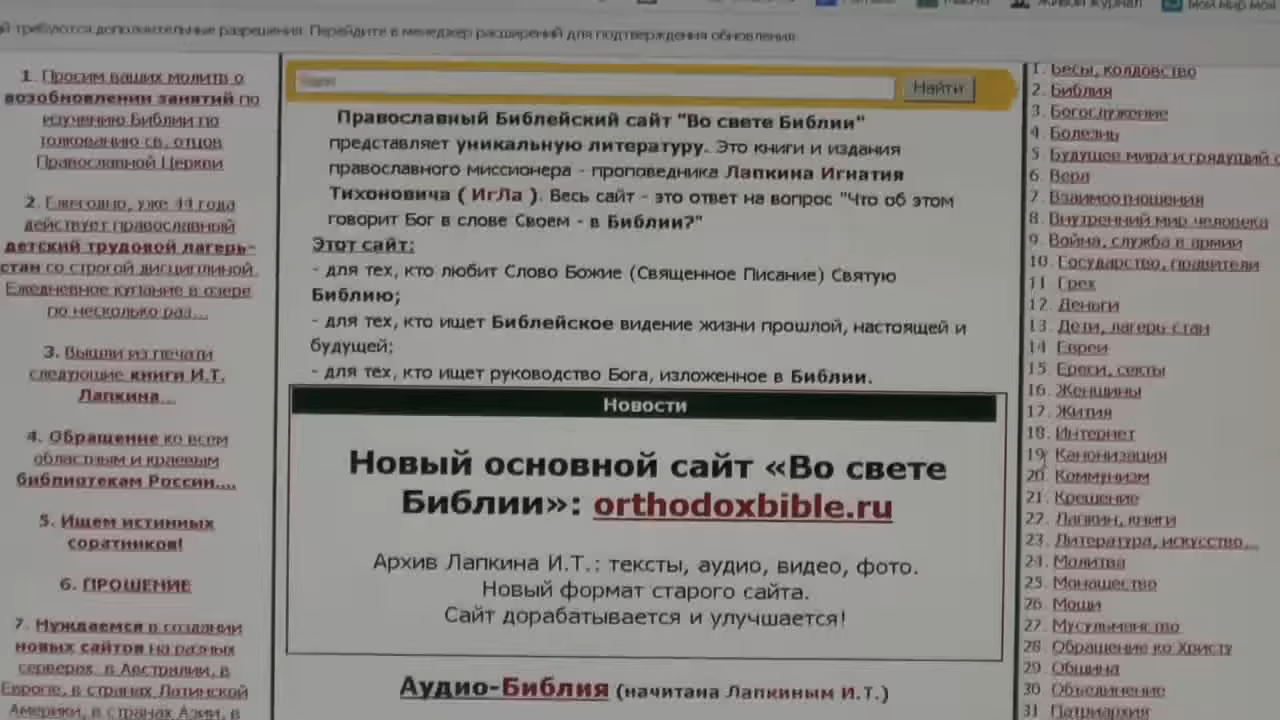 требуются дополнительные разрешения. Перейдите в менеджер расширений для подтверждения обновления.
1. Просим ваших молитв о
возобновлении занятий по
изучению Библии по
толкованию св. отцов
Православной Церкви
2. Ежегодно, уже 44 года
действует православный
детский трудовой лагерь-
стан со строгой дисциплиной.
Ежедневное купание в озере
по несколько раз...
3. Вышли из печати
следующие книги И.Т.
Лапкина...
4. Обращение ко всем
областным и краевым
библиотекам России....
5. Ищем истинных
соратников!
6. ПРОШЕНИЕ
7. Нуждаемся в создании
новых сайтов на разных
серверах, в Австралии, в
Европе, в странах Латинской
Америки, в странах Азии, в
Найти
Православный Библейский сайт "Во свете Библии"
представляет уникальную литературу. Это книги и издания
православного миссионера - проповедника Лапкина Игнатия
Тихоновича ( ИгЛа ). Весь сайт - это ответ на вопрос "Что об этом
говорит Бог в слове Своем - в Библии?"
Этот сайт:
- для тех, кто любит Слово Божие (Священное Писание) Святую
Библию;
- для тех, кто ищет Библейское видение жизни прошлой, настоящей и
будущей;
- для тех, кто ищет руководство Бога, изложенное в Библии.
Новости
Новый основной сайт «Во свете
Библии»: orthodoxbible.ru
Архив Лапкина И.Т.: тексты, аудио, видео, фото.
Новый формат старого сайта.
Сайт дорабатывается и улучшается!
Аудио-Библия (начитана Лапкиным И.Т.)
1. Бесы, колдовство
2. Библия
3. Богослужение
4. Болезнь
5. Будущее мира и грядущий
6. Вера
7. Взаимоотношения
8. Внутренний мир человека
9. Война, служба в армии
10. Государство, правители
11. Грех
12. Деньги
13. Дети, лагерь стан
14. Евреи
15. Ереси, секты
16. Женщины
17. Жития
18. Интернет
19. Канонизация
20. Коммунизм
21. Крещение
22. Лапкин, книги
23. Литература, искусство...
24. Молитва
25. Монашество
26. Мощи
27. Мусульманство
28. Обращение ко Христу
29. Община
30. Объединение
31. Патриархия